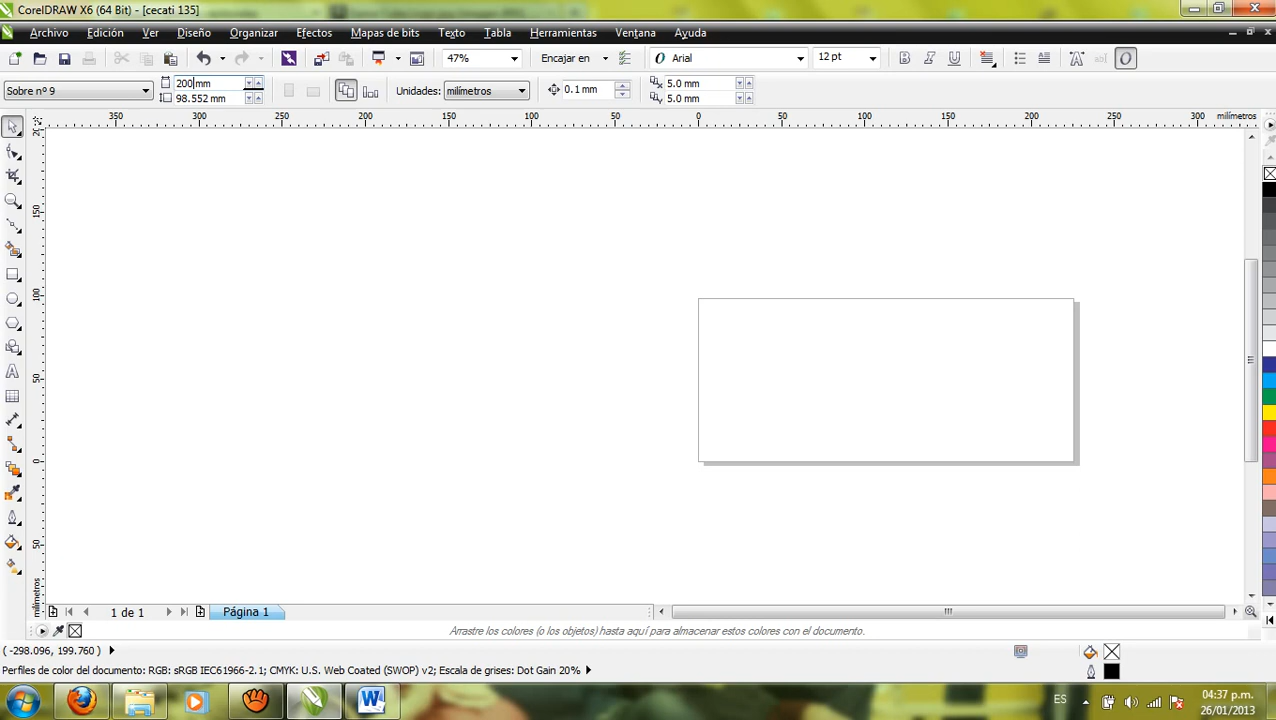 CorelDRAW X6 (64 Bit) - [cecati 135]
Archivo Edición Ver Diseño Organizar Efectos Mapas de bits Texto Tabla Herramientas Ventana Ayuda
47% Encajar en O Arial 12 pt B I U O
Sobre nº 9 200 mm Unidades: milímetros 0.1 mm 5.0 mm
98.552 mm 5.0 mm
350 300 250 200 150 100 50 0 50 100 150 200 250 300 milímetros
150
100
50
0
50
milímetros
1 de 1 Página 1
Arrastre los colores (o los objetos) hasta aquí para almacenar estos colores con el documento.
( -298.096, 199.760 )
Perfiles de color del documento: RGB: sRGB IEC61966-2.1; CMYK: U.S. Web Coated (SWOP) v2; Escala de grises: Dot Gain 20%
ES 04:37 p.m.
26/01/2013